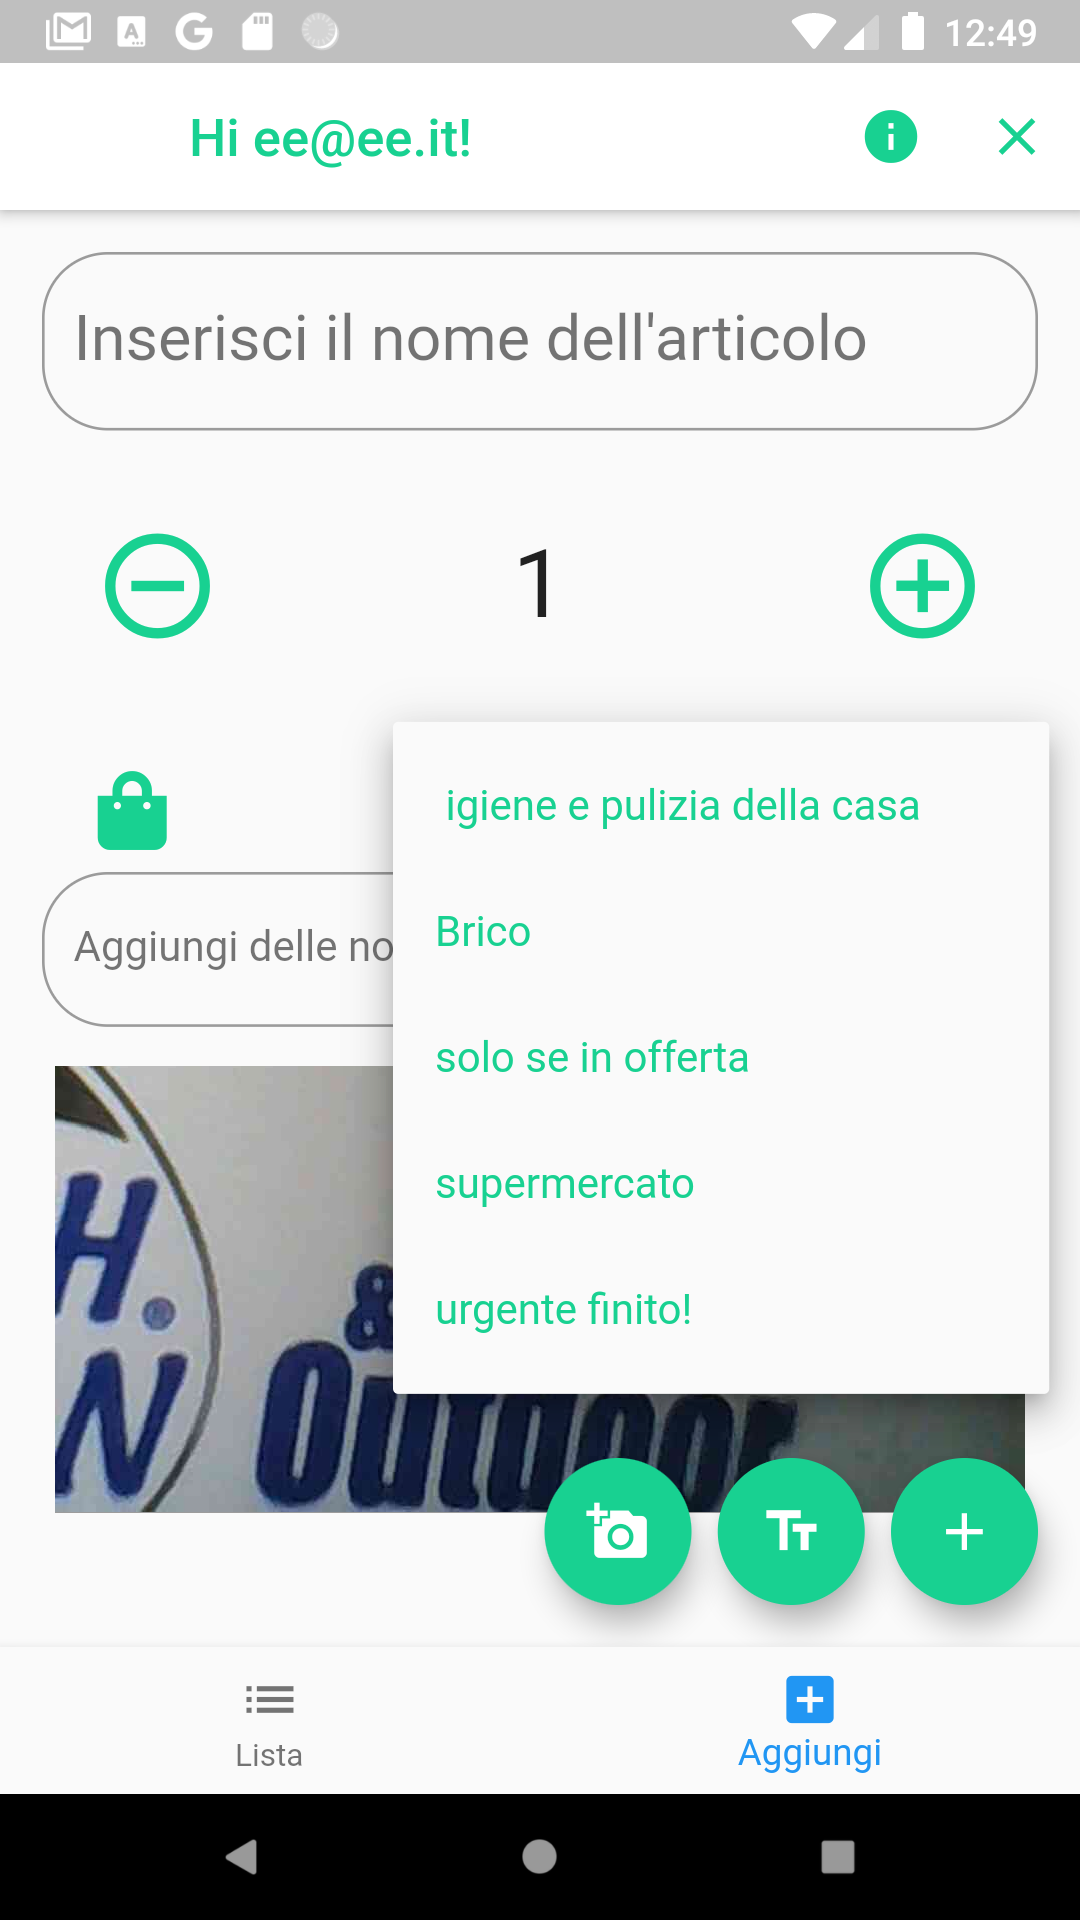 12:49
Hi ee@ee.it!
Inserisci il nome dell'articolo
1
igiene e pulizia della casa
Brico
Aggiungi delle no
solo se in offerta
supermercato
urgente finito!
H.
N
&
Outdoor
Lista
Aggiungi